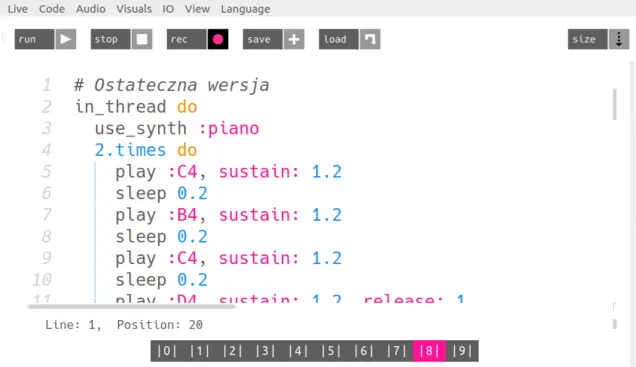 Live Code Audio Visuals IO View Language
run stop rec save load size
1 # Ostateczna wersja
2 in_thread do
3 use_synth :piano
4 2.times do
5 play :C4, sustain: 1.2
6 sleep 0.2
7 play :B4, sustain: 1.2
8 sleep 0.2
9 play :C4, sustain: 1.2
10 sleep 0.2
11 play :D4, sustain: 1.2, release: 1
Line: 1, Position: 20
|0| |1| |2| |3| |4| |5| |6| |7| |8| |9|